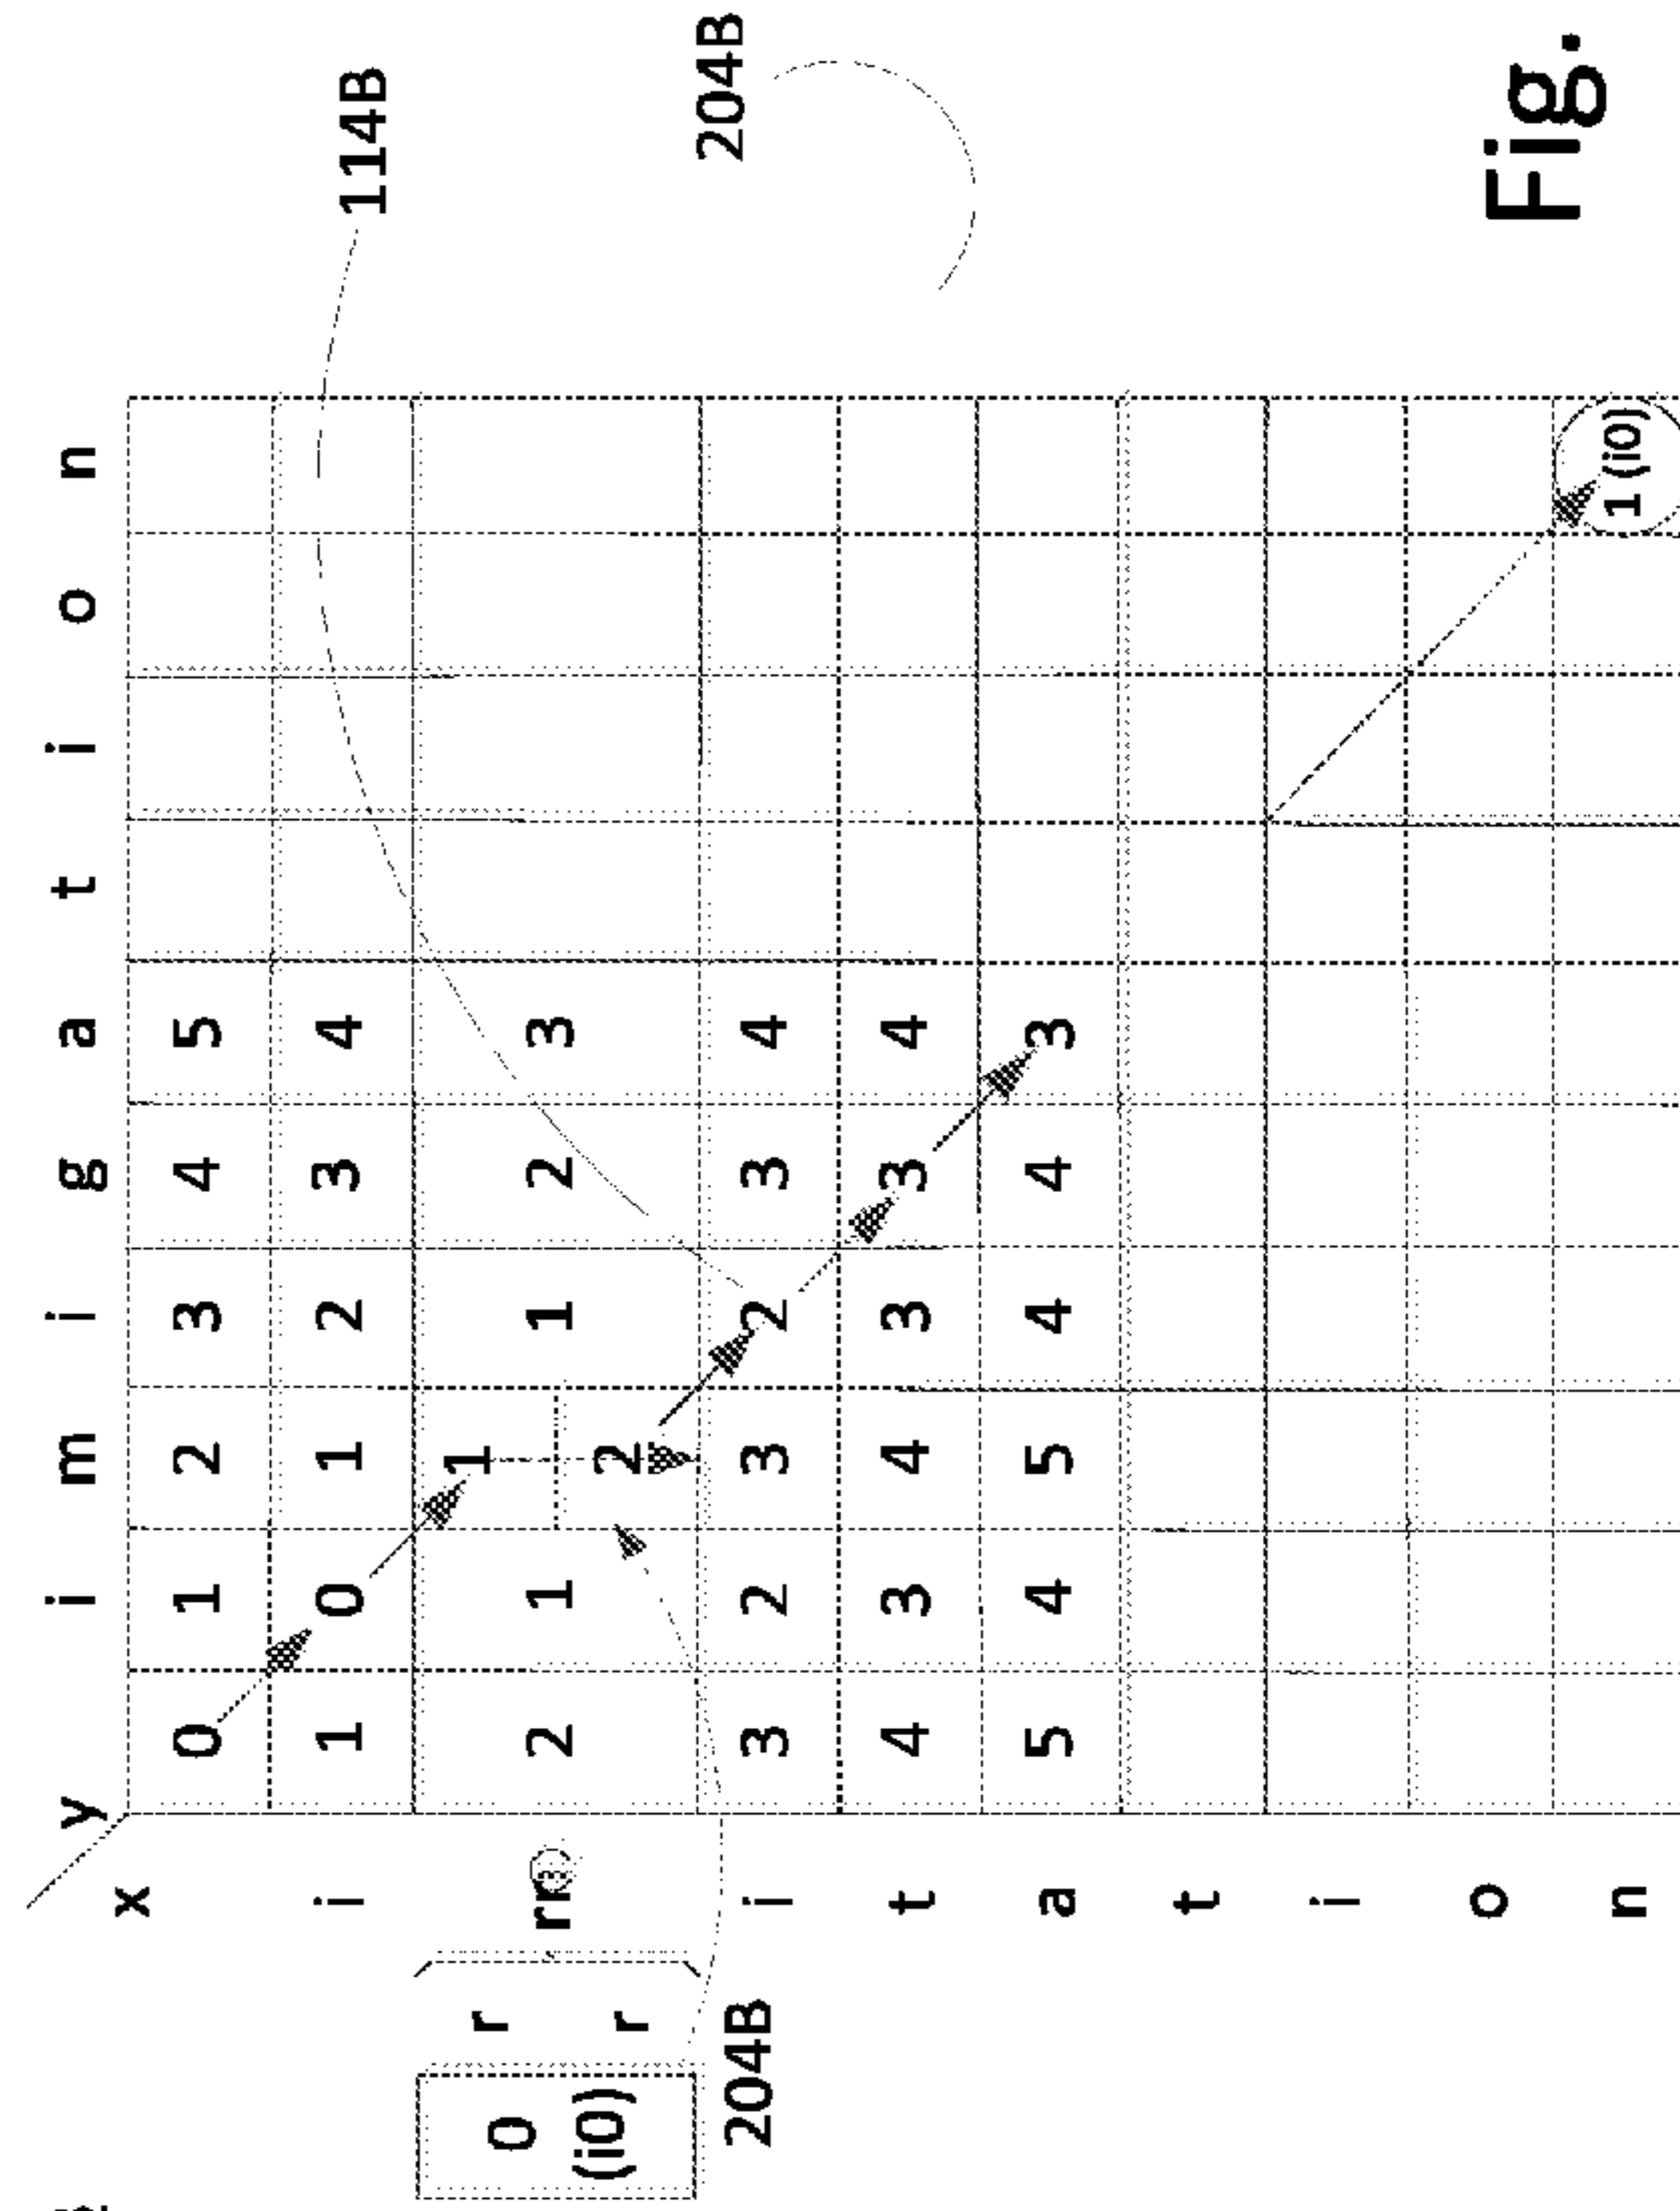 y i m i g a t i o n
x
0 1 2 3 4 5
i 1 0 1 2 3 4 114B
0 r 1
2 1 1 2 3
(i0) r 2
204B i 3 2 3 2 3 4 204B
t 4 3 4 3 3 4
a 5 4 5 4 4 3
t
i
o
n 1 (i0)
Fig.